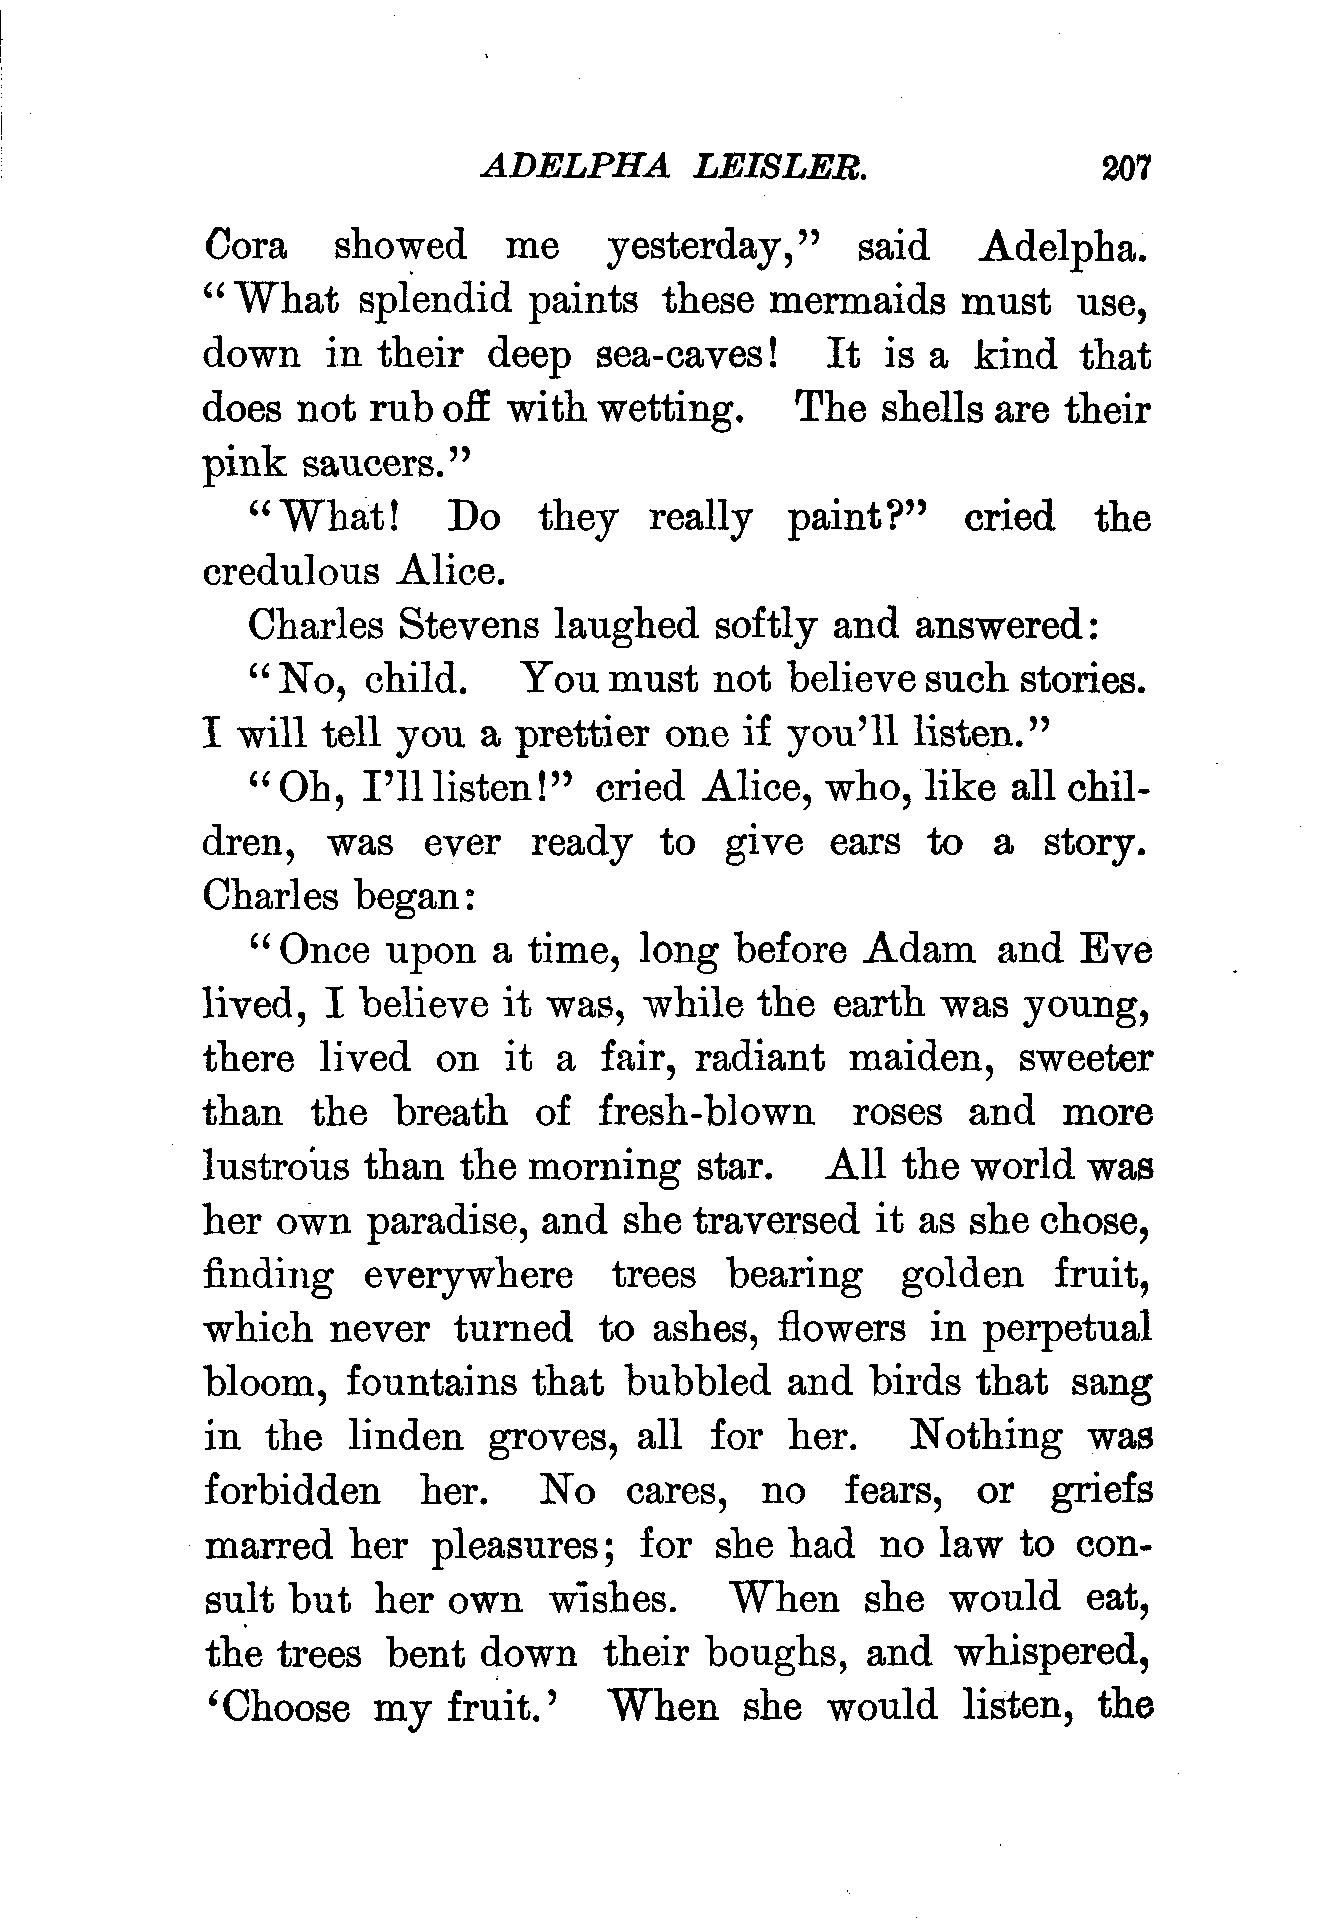 ADELPHA LEISLER. 207
Cora showed me yesterday,” said Adelpha.
“What splendid paints these mermaids must use,
down in their deep sea-caves! It is a kind that
does not rub off with wetting. The shells are their
pink saucers.”
“What! Do they really paint?” cried the
credulous Alice.
Charles Stevens laughed softly and answered:
“No, child. You must not believe such stories.
I will tell you a prettier one if you’ll listen.”
“Oh, I’ll listen!” cried Alice, who, like all chil-
dren, was ever ready to give ears to a story.
Charles began:
“Once upon a time, long before Adam and Eve
lived, I believe it was, while the earth was young,
there lived on it a fair, radiant maiden, sweeter
than the breath of fresh-blown roses and more
lustrous than the morning star. All the world was
her own paradise, and she traversed it as she chose,
finding everywhere trees bearing golden fruit,
which never turned to ashes, flowers in perpetual
bloom, fountains that bubbled and birds that sang
in the linden groves, all for her. Nothing was
forbidden her. No cares, no fears, or griefs
marred her pleasures; for she had no law to con-
sult but her own wishes. When she would eat,
the trees bent down their boughs, and whispered,
‘Choose my fruit.’ When she would listen, the